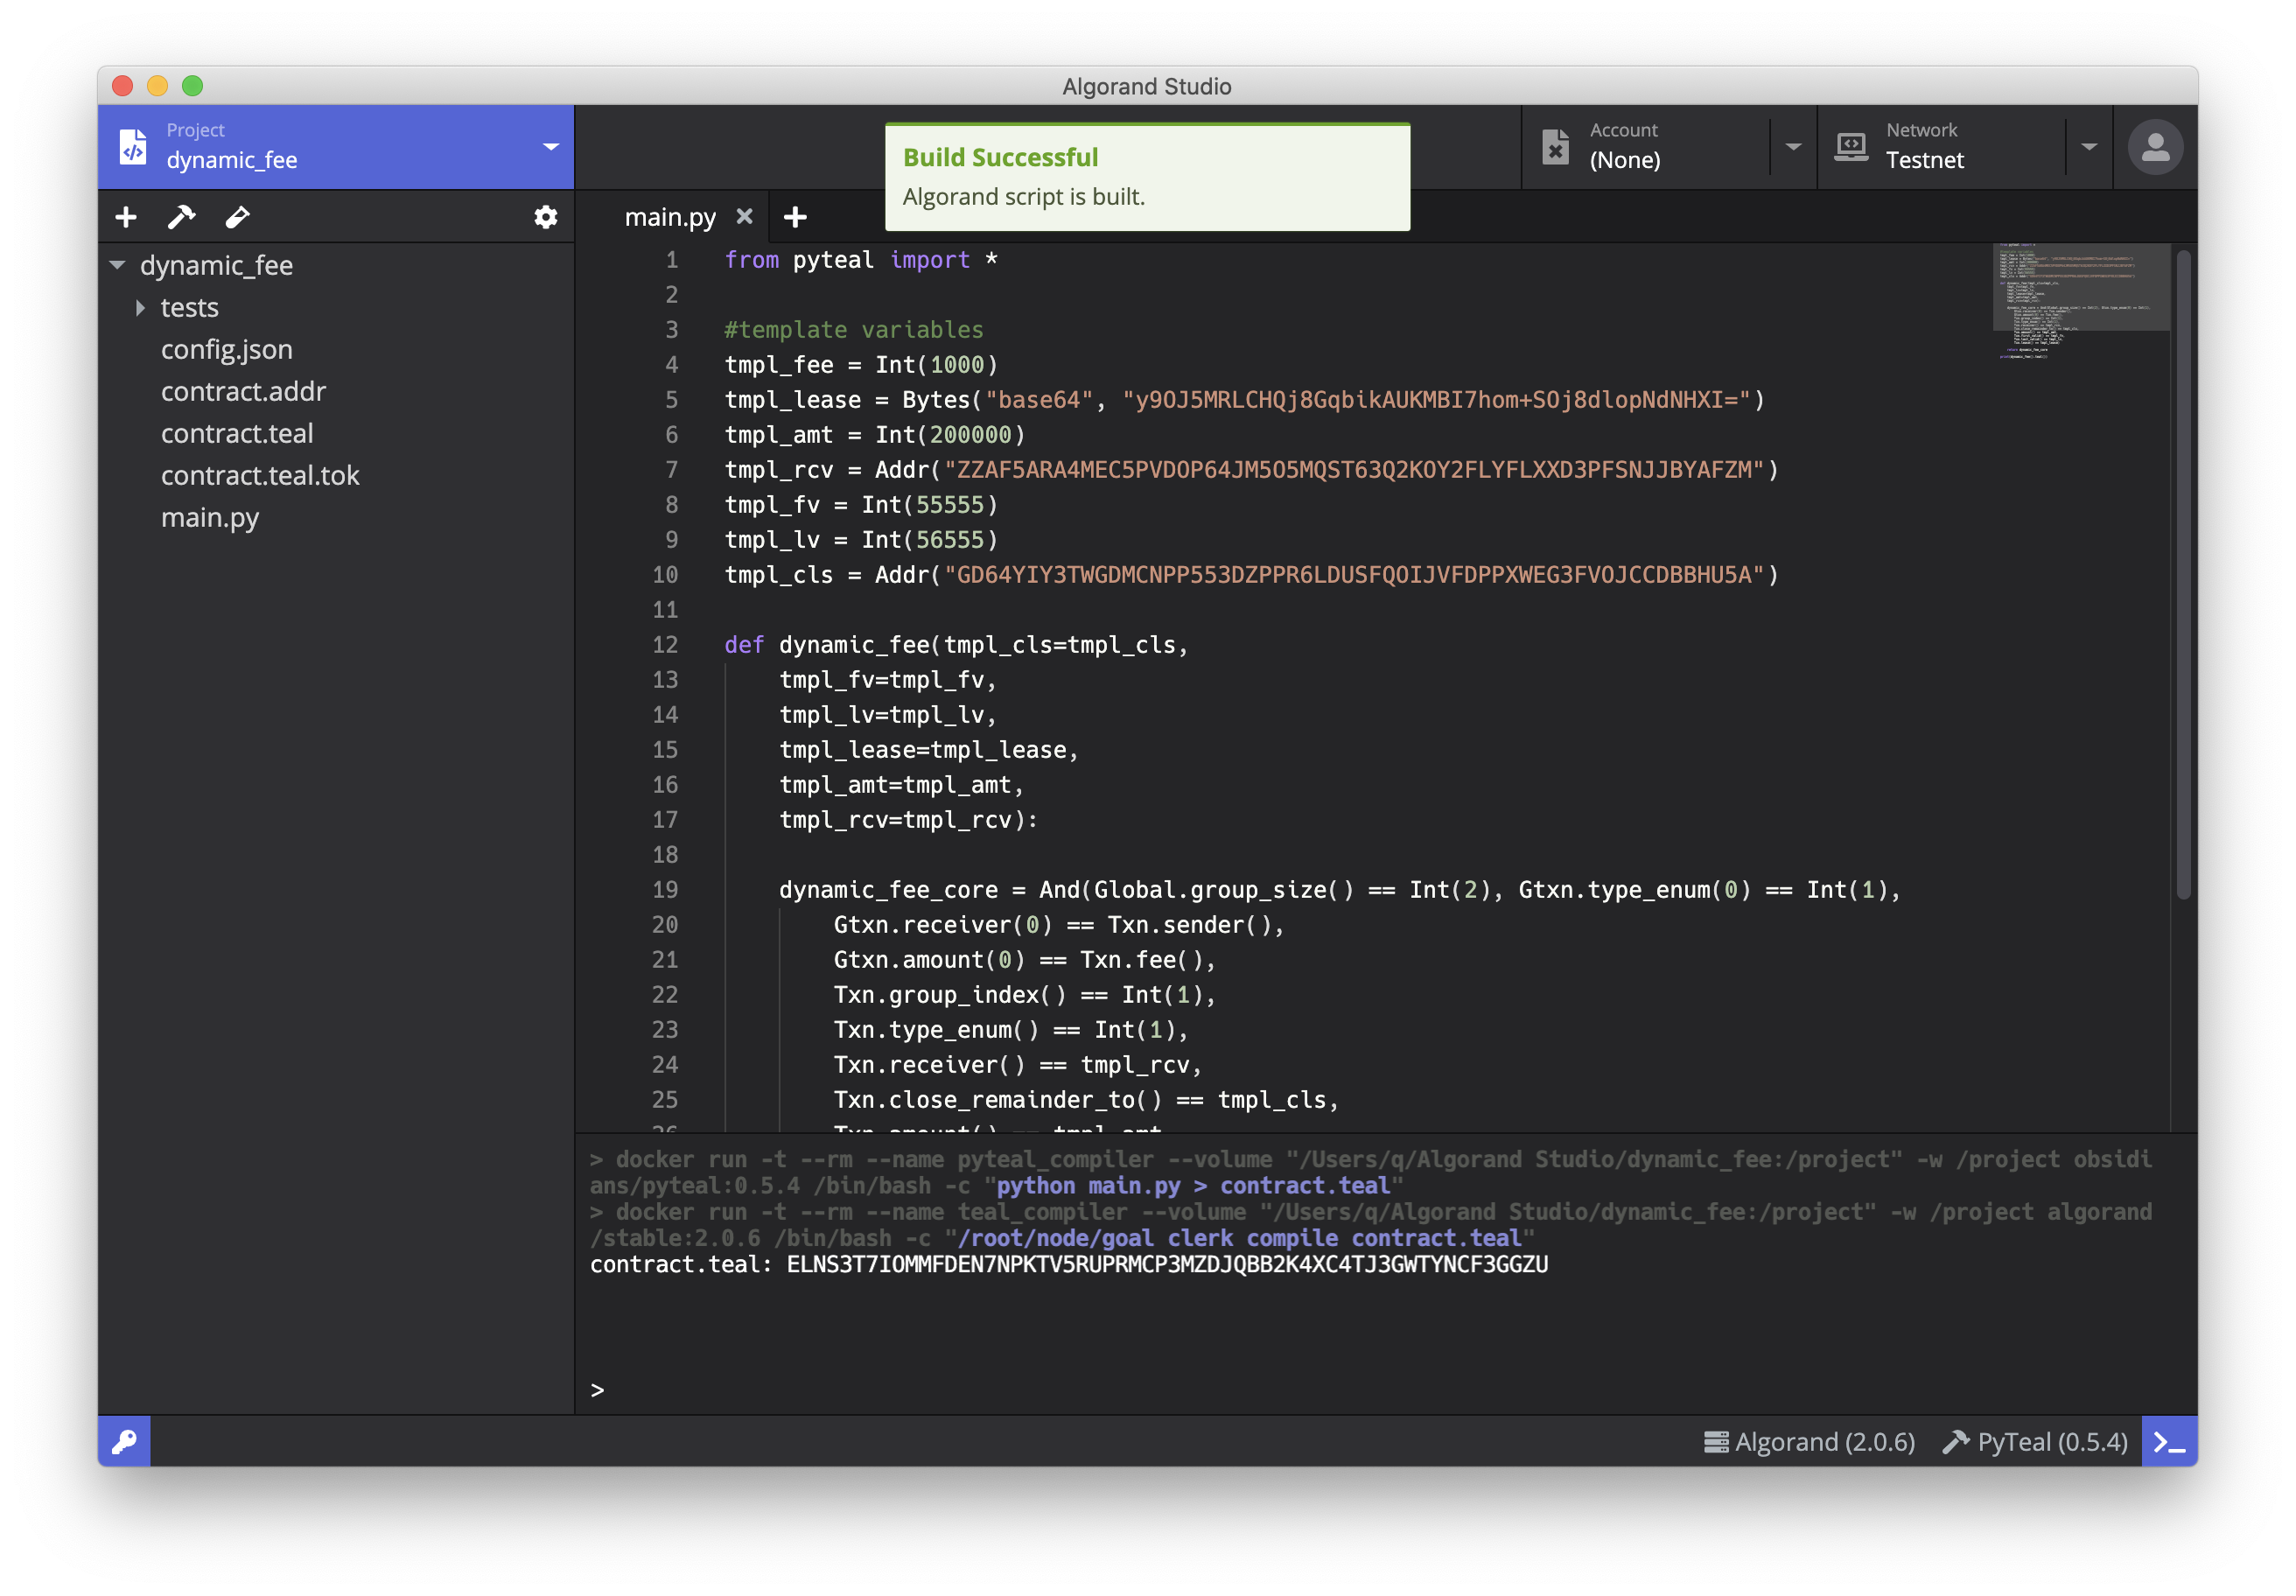 Algorand Studio
Project
dynamic_fee
Build Successful
Algorand script is built.
Account
(None)
Network
Testnet
main.py
dynamic_fee
tests
config.json
contract.addr
contract.teal
contract.teal.tok
main.py
1 from pyteal import *
2
3 #template variables
4 tmpl_fee = Int(1000)
5 tmpl_lease = Bytes("base64", "y9OJ5MRLCHQj8GqbikAUKMBI7hom+SOj8dlopNdNHXI=")
6 tmpl_amt = Int(200000)
7 tmpl_rcv = Addr("ZZAF5ARA4MEC5PVDOP64JM5O5MQST63Q2KOY2FLYFLXXD3PFSNJJBYAFZM")
8 tmpl_fv = Int(55555)
9 tmpl_lv = Int(56555)
10 tmpl_cls = Addr("GD64YIY3TWGDMCNPP553DZPPR6LDUSFQOIJVFDPPXWEG3FVOJCCDBBHU5A")
11
12 def dynamic_fee(tmpl_cls=tmpl_cls,
13 tmpl_fv=tmpl_fv,
14 tmpl_lv=tmpl_lv,
15 tmpl_lease=tmpl_lease,
16 tmpl_amt=tmpl_amt,
17 tmpl_rcv=tmpl_rcv):
18
19 dynamic_fee_core = And(Global.group_size() == Int(2), Gtxn.type_enum(0) == Int(1),
20 Gtxn.receiver(0) == Txn.sender(),
21 Gtxn.amount(0) == Txn.fee(),
22 Txn.group_index() == Int(1),
23 Txn.type_enum() == Int(1),
24 Txn.receiver() == tmpl_rcv,
25 Txn.close_remainder_to() == tmpl_cls,
26 Txn.amount() == tmpl_amt
> docker run -t --rm --name pyteal_compiler --volume "/Users/q/Algorand Studio/dynamic_fee:/project" -w /project obsidi
ans/pyteal:0.5.4 /bin/bash -c "python main.py > contract.teal"
> docker run -t --rm --name teal_compiler --volume "/Users/q/Algorand Studio/dynamic_fee:/project" -w /project algorand
/stable:2.0.6 /bin/bash -c "/root/node/goal clerk compile contract.teal"
contract.teal: ELNS3T7IOMMFDEN7NPKTV5RUPRMCP3MZDJQBB2K4XC4TJ3GWTYNCF3GGZU
>
Algorand (2.0.6)
PyTeal (0.5.4)